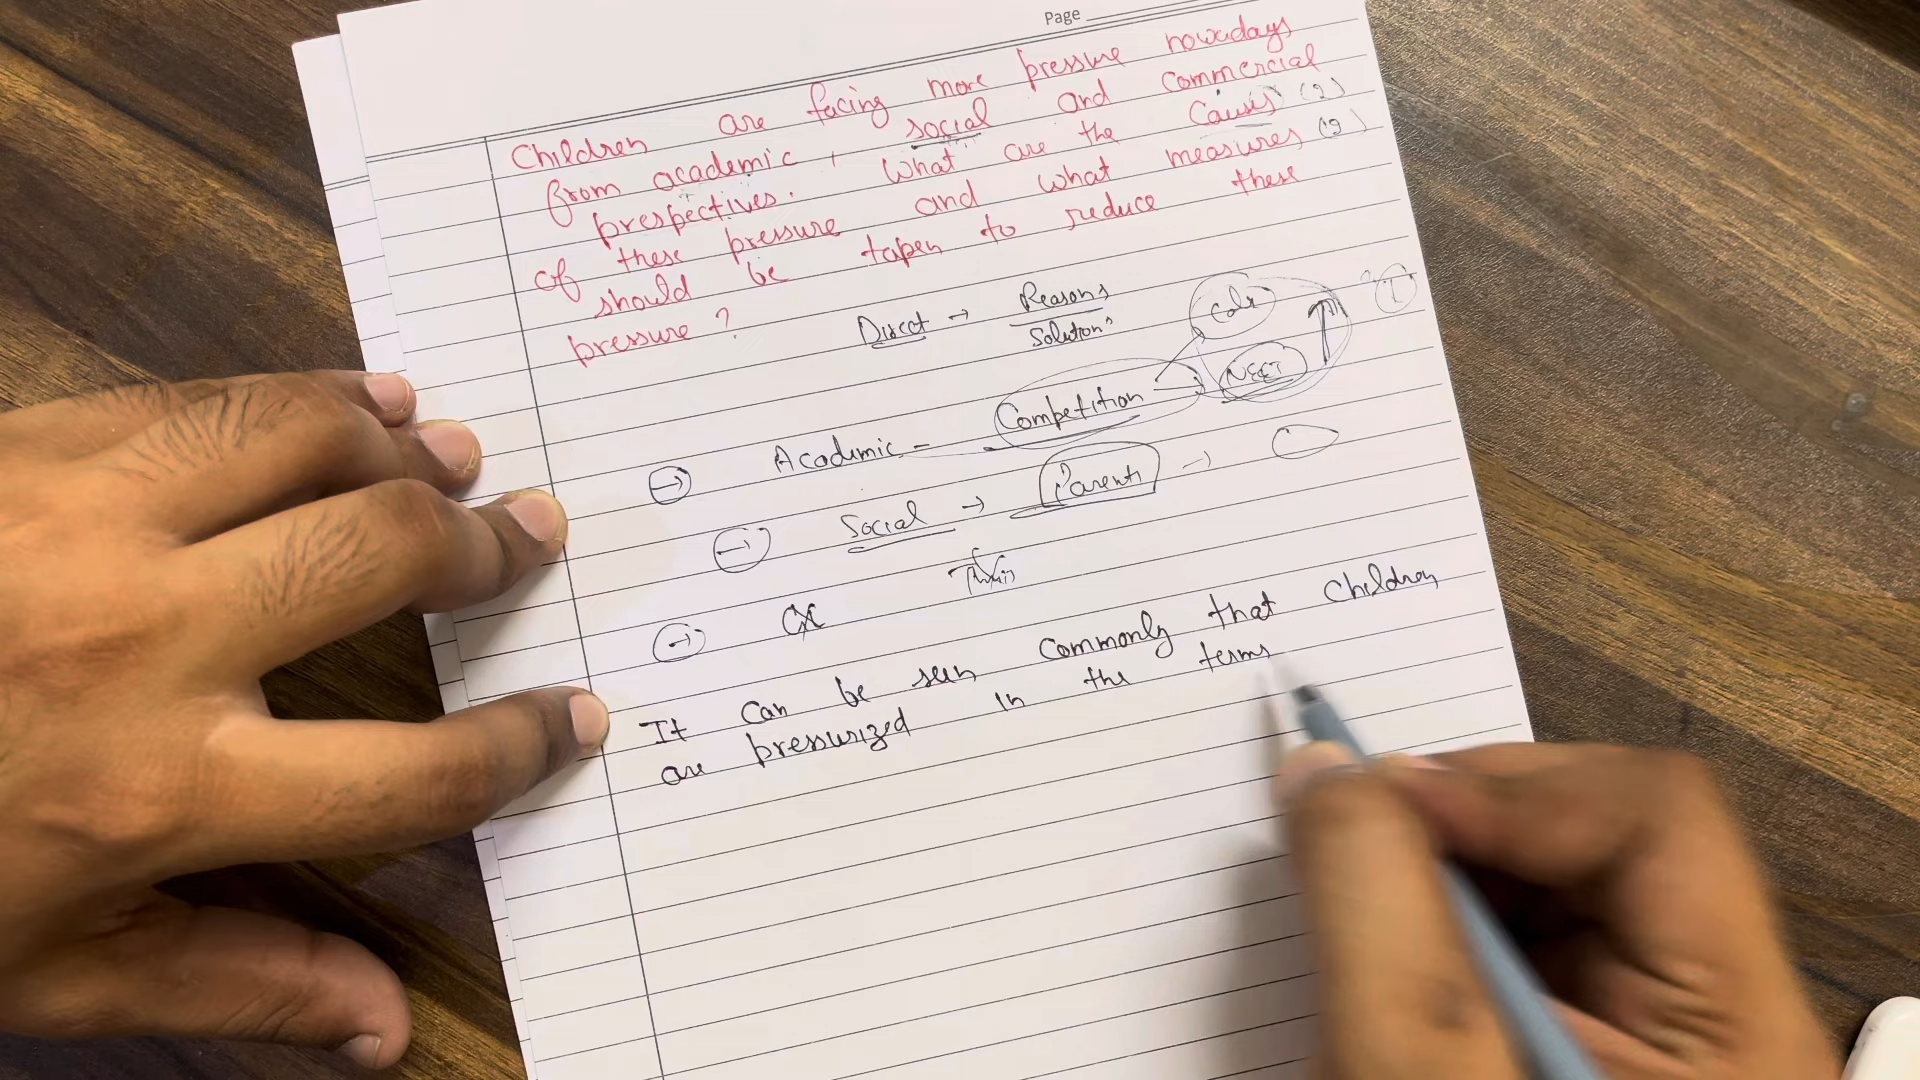 Page
Children are facing more pressure nowadays
from academic, social and commercial
prespectives. What are the causes (2)
of these pressure and what measures (2)
should be tapen to reduce these
pressure ?
Direct → Reasons
Solutions
NEET
Academic - Competition
Social → Parents →
It can be seen commonly that children
are pressurized in the terms